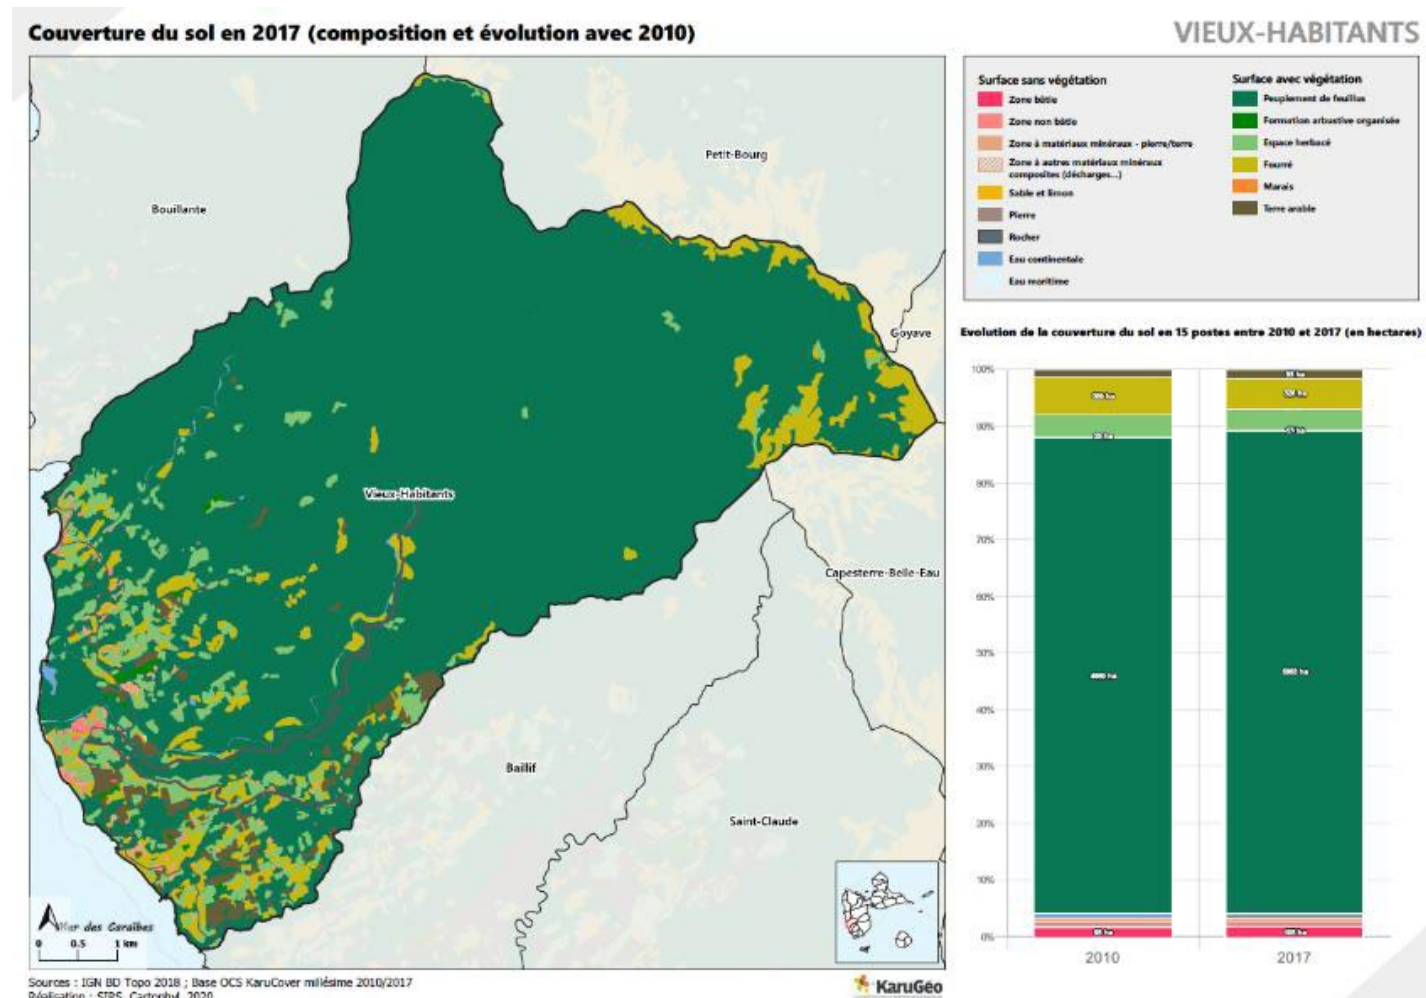 Couverture du sol en 2017 (composition et évolution avec 2010)
VIEUX-HABITANTS
Petit-Bourg
Bouillante
Goyave
Vieux-Habitants
Capesterre-Belle-Eau
Baillif
Saint-Claude
Mer des Caraïbes
0 0.5 1 km
Sources : IGN BD Topo 2018 ; Base OCS KaruCover millésime 2010/2017
Réalisation : SIRS, Cartophyl, 2020
KaruGéo
Surface sans végétation
Zone bâtie
Zone non bâtie
Zone à matériaux minéraux - pierre/terre
Zone à autres matériaux minéraux
composites (décharges...)
Sable et limon
Pierre
Rocher
Eau continentale
Eau maritime
Surface avec végétation
Peuplement de feuillus
Formation arbustive organisée
Espace herbacé
Fourré
Marais
Terre arable
Evolution de la couverture du sol en 15 postes entre 2010 et 2017 (en hectares)
100%
90%
80%
70%
60%
50%
40%
30%
20%
10%
0%
2010
2017